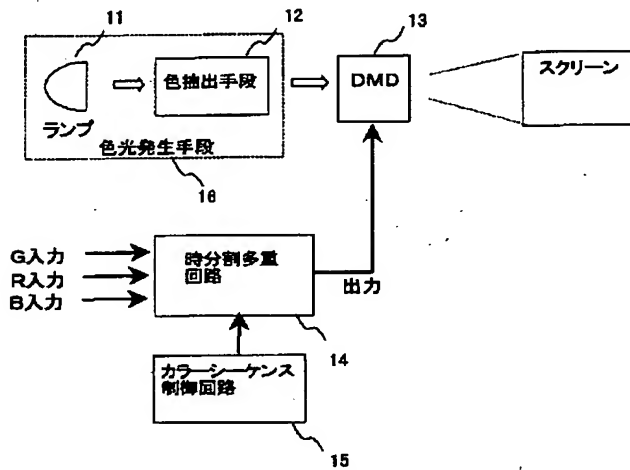 11
12
13
ランプ
色抽出手段
DMD
スクリーン
色光発生手段
16
G入力
R入力
B入力
時分割多重
回路
出力
14
カラーシーケンス
制御回路
15